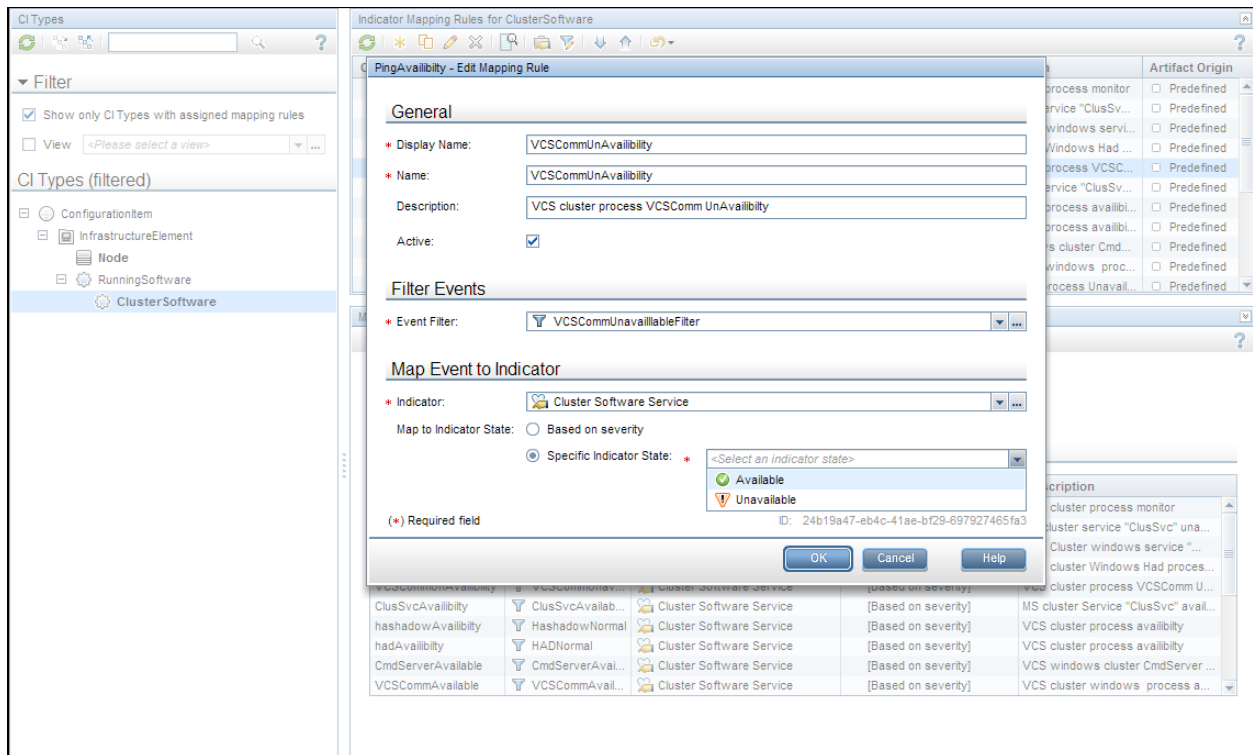 CI Types
?
Filter
Show only CI Types with assigned mapping rules
View <Please select a view> ...
CI Types (filtered)
ConfigurationItem
InfrastructureElement
Node
RunningSoftware
ClusterSoftware
Indicator Mapping Rules for ClusterSoftware
?
Artifact Origin
process monitor Predefined
ervice "ClusSv... Predefined
windows servi... Predefined
Windows Had ... Predefined
process VCSC... Predefined
ervice "ClusSv... Predefined
process availibi... Predefined
process availibi... Predefined
s cluster Cmd... Predefined
windows proc... Predefined
rocess Unavail... Predefined
?
PingAvailibilty - Edit Mapping Rule
General
* Display Name: VCSCommUnAvailibility
* Name: VCSCommUnAvailibility
Description: VCS cluster process VCSComm UnAvailibilty
Active:
Filter Events
* Event Filter: VCSCommUnavailllableFilter ...
Map Event to Indicator
* Indicator: Cluster Software Service ...
Map to Indicator State: Based on severity
Specific Indicator State: * <Select an indicator state>
Available
Unavailable
(*) Required field ID: 24b19a47-eb4c-41ae-bf29-697927465fa3
OK Cancel Help
scription
cluster process monitor
cluster service "ClusSvc" una...
Cluster windows service "...
cluster Windows Had proces...
VCSCommUnAvailibility VCSCommUnav... Cluster Software Service [Based on severity] VCS cluster process VCSComm U...
ClusSvcAvailibilty ClusSvcAvailab... Cluster Software Service [Based on severity] MS cluster Service "ClusSvc" avail...
hashadowAvailibilty HashadowNormal Cluster Software Service [Based on severity] VCS cluster process availibilty
hadAvailibilty HADNormal Cluster Software Service [Based on severity] VCS cluster process availibilty
CmdServerAvailable CmdServerAvai... Cluster Software Service [Based on severity] VCS windows cluster CmdServer ...
VCSCommAvailable VCSCommAvail... Cluster Software Service [Based on severity] VCS cluster windows process a...